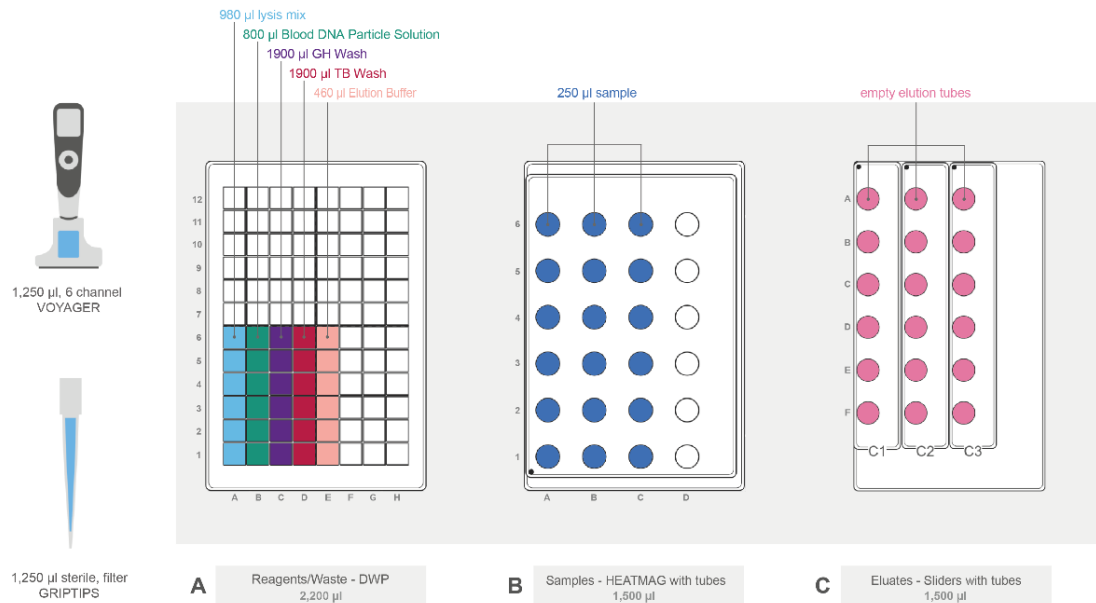 980 µl lysis mix
800 µl Blood DNA Particle Solution
1900 µl GH Wash
1900 µl TB Wash
460 µl Elution Buffer
250 µl sample
empty elution tubes
1,250 µl, 6 channel
VOYAGER
1,250 µl sterile, filter
GRIPTIPS
12
11
10
9
8
7
6
5
4
3
2
1
A B C D E F G H
6
5
4
3
2
1
A B C D
A
B
C
D
E
F
C1 C2 C3
A
Reagents/Waste - DWP
2,200 µl
B
Samples - HEATMAG with tubes
1,500 µl
C
Eluates - Sliders with tubes
1,500 µl